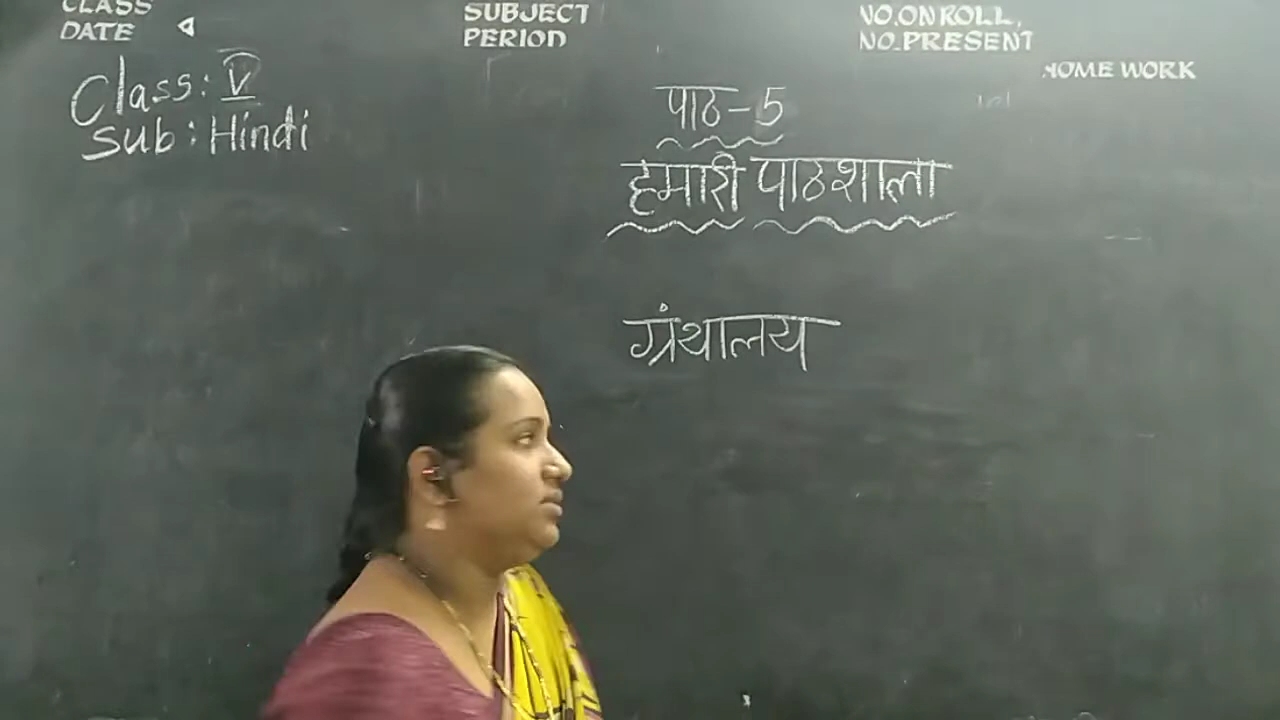 CLASS
DATE
SUBJECT
PERIOD
NO.ON ROLL.
NO.PRESENT
HOME WORK
Class: V
Sub: Hindi
पाठ-5
हमारी पाठशाला
ग्रंथालय